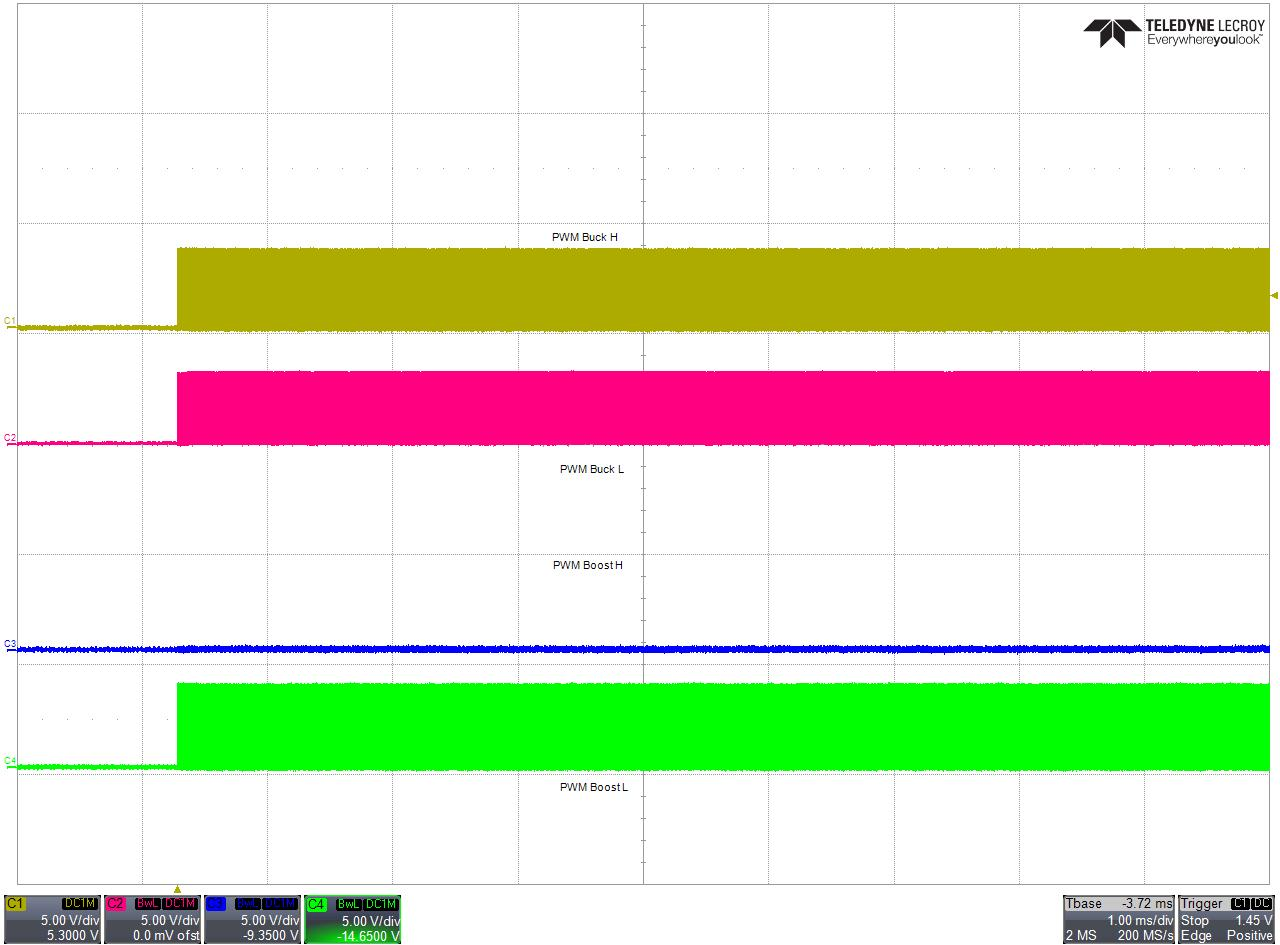 TELEDYNE LECROY
Everywhereyoulook™
PWM Buck H
C1
C2
PWM Buck L
PWM Boost H
C3
C4
PWM Boost L
C1 DC1M
5.00 V/div
5.3000 V
C2 BwL DC1M
5.00 V/div
0.0 mV ofst
C3 BwL DC1M
5.00 V/div
-9.3500 V
C4 BwL DC1M
5.00 V/div
-14.6500 V
Tbase -3.72 ms
1.00 ms/div
2 MS 200 MS/s
Trigger C1 DC
Stop 1.45 V
Edge Positive